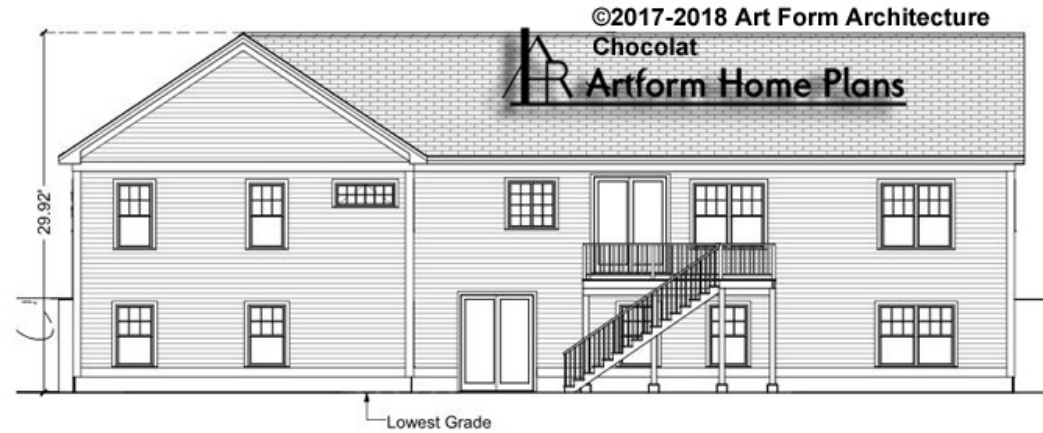 ©2017-2018 Art Form Architecture
Chocolat
Artform Home Plans
29.92'
Lowest Grade